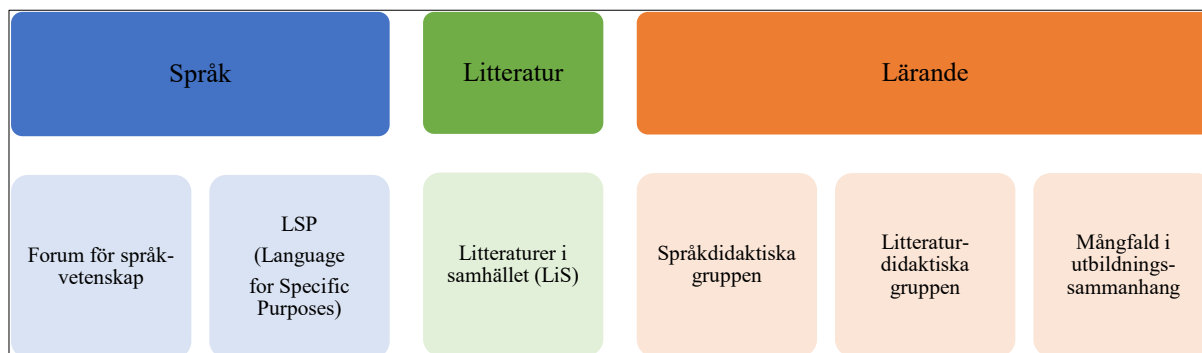 Språk
Litteratur
Lärande
Forum för språk-
vetenskap
LSP
(Language
for Specific
Purposes)
Litteraturer i
samhället (LiS)
Språkdidaktiska
gruppen
Litteratur-
didaktiska
gruppen
Mångfald i
utbildnings-
sammanhang